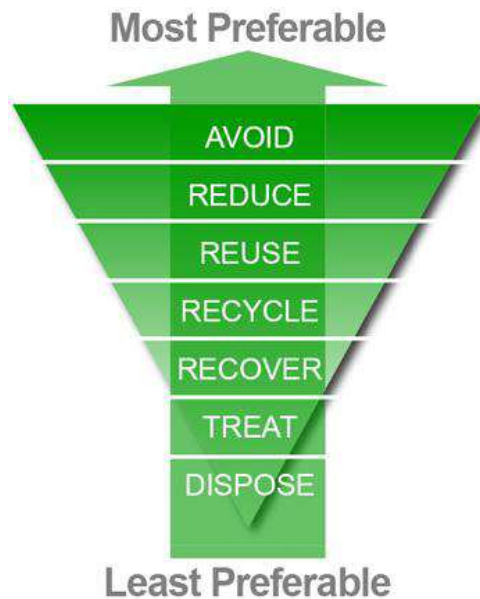 Most Preferable
AVOID
REDUCE
REUSE
RECYCLE
RECOVER
TREAT
DISPOSE
Least Preferable